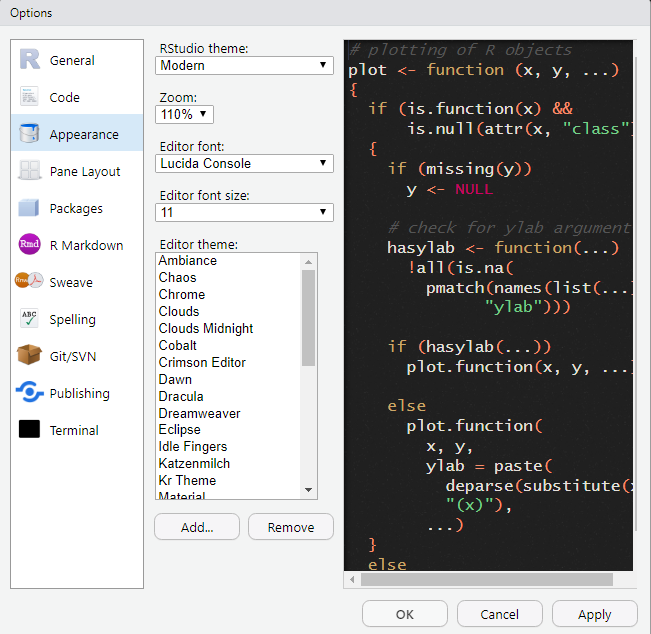 Options
General
Code
Appearance
Pane Layout
Packages
Rmd R Markdown
Sweave
ABC Spelling
Git/SVN
Publishing
Terminal
RStudio theme:
Modern
Zoom:
110%
Editor font:
Lucida Console
Editor font size:
11
Editor theme:
Ambiance
Chaos
Chrome
Clouds
Clouds Midnight
Cobalt
Crimson Editor
Dawn
Dracula
Dreamweaver
Eclipse
Idle Fingers
Katzenmilch
Kr Theme
Material
Add...
Remove
# plotting of R objects
plot <- function (x, y, ...)
{
if (is.function(x) &&
is.null(attr(x, "class")
{
if (missing(y))
y <- NULL
# check for ylab argument
hasylab <- function(...)
!all(is.na(
pmatch(names(list(...)
"ylab")))
if (hasylab(...))
plot.function(x, y, ...
else
plot.function(
x, y,
ylab = paste(
deparse(substitute(x
"(x)"),
...)
}
else
OK
Cancel
Apply